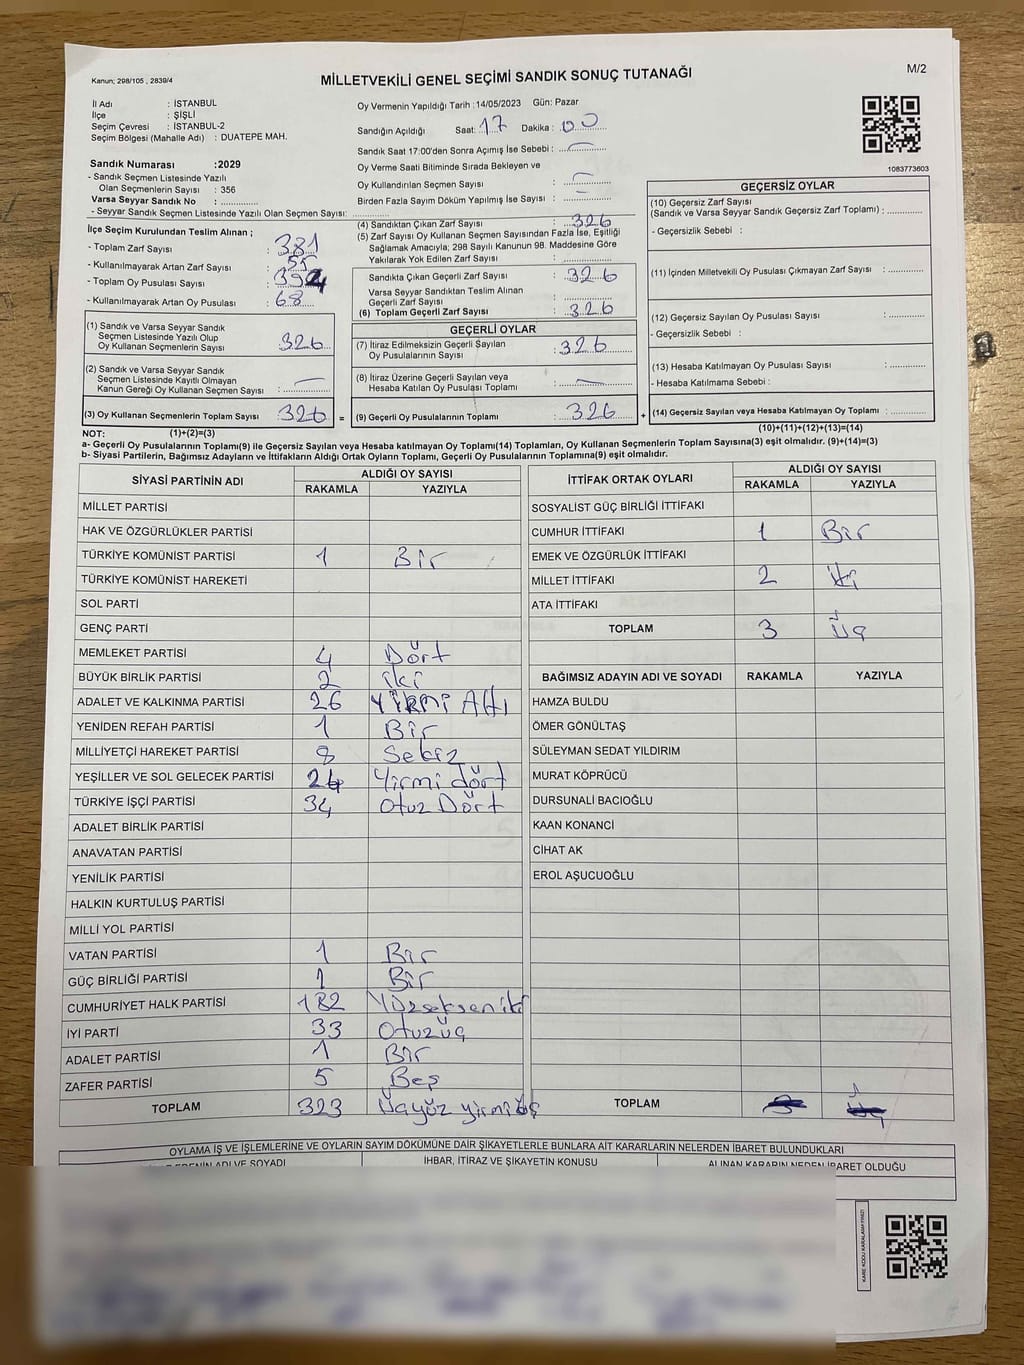 Kanun; 298/105 , 2839/4
MİLLETVEKİLİ GENEL SEÇİMİ SANDIK SONUÇ TUTANAĞI
M/2
İl Adı : İSTANBUL
İlçe : ŞİŞLİ
Seçim Çevresi : İSTANBUL-2
Seçim Bölgesi (Mahalle Adı) : DUATEPE MAH.
Sandık Numarası :2029
- Sandık Seçmen Listesinde Yazılı
Olan Seçmenlerin Sayısı : 356
Varsa Seyyar Sandık No :
- Seyyar Sandık Seçmen Listesinde Yazılı Olan Seçmen Sayısı:
İlçe Seçim Kurulundan Teslim Alınan ;
- Toplam Zarf Sayısı : 381
- Kullanılmayarak Artan Zarf Sayısı : 55
- Toplam Oy Pusulası Sayısı : 394
- Kullanılmayarak Artan Oy Pusulası : 68
Oy Vermenin Yapıldığı Tarih : 14/05/2023 Gün: Pazar
Sandığın Açıldığı Saat: 17 Dakika : 00
Sandık Saat 17:00'den Sonra Açımış İse Sebebi :
Oy Verme Saati Bitiminde Sırada Bekleyen ve
Oy Kullandırılan Seçmen Sayısı :
Birden Fazla Sayım Döküm Yapılmış İse Sayısı :
(4) Sandıktan Çıkan Zarf Sayısı : 326
(5) Zarf Sayısı Oy Kullanan Seçmen Sayısından Fazla İse, Eşitliği
Sağlamak Amacıyla; 298 Sayılı Kanunun 98. Maddesine Göre
Yakılarak Yok Edilen Zarf Sayısı :
Sandıkta Çıkan Geçerli Zarf Sayısı : 326
Varsa Seyyar Sandıktan Teslim Alınan
Geçerli Zarf Sayısı :
(6) Toplam Geçerli Zarf Sayısı : 326
1083773603
GEÇERSİZ OYLAR
(10) Geçersiz Zarf Sayısı
(Sandık ve Varsa Seyyar Sandık Geçersiz Zarf Toplamı) :
- Geçersizlik Sebebi :
(11) İçinden Milletvekili Oy Pusulası Çıkmayan Zarf Sayısı :
(12) Geçersiz Sayılan Oy Pusulası Sayısı :
- Geçersizlik Sebebi :
(13) Hesaba Katılmayan Oy Pusulası Sayısı :
- Hesaba Katılmama Sebebi :
(14) Geçersiz Sayılan veya Hesaba Katılmayan Oy Toplamı :
(10)+(11)+(12)+(13)=(14)
(1) Sandık ve Varsa Seyyar Sandık
Seçmen Listesinde Yazılı Olup
Oy Kullanan Seçmenlerin Sayısı : 326
(2) Sandık ve Varsa Seyyar Sandık
Seçmen Listesinde Kayıtlı Olmayan
Kanun Gereği Oy Kullanan Seçmen Sayısı :
(3) Oy Kullanan Seçmenlerin Toplam Sayısı : 326 =
(1)+(2)=(3)
GEÇERLİ OYLAR
(7) İtiraz Edilmeksizin Geçerli Sayılan
Oy Pusulalarının Sayısı : 326
(8) İtiraz Üzerine Geçerli Sayılan veya
Hesaba Katılan Oy Pusulası Toplamı :
(9) Geçerli Oy Pusulalarının Toplamı : 326 +
NOT:
a- Geçerli Oy Pusulalarının Toplamı(9) ile Geçersiz Sayılan veya Hesaba katılmayan Oy Toplamı(14) Toplamları, Oy Kullanan Seçmenlerin Toplam Sayısına(3) eşit olmalıdır. (9)+(14)=(3)
b- Siyasi Partilerin, Bağımsız Adayların ve İttifakların Aldığı Ortak Oyların Toplamı, Geçerli Oy Pusulalarının Toplamına(9) eşit olmalıdır.
SİYASİ PARTİNİN ADI ALDIĞI OY SAYISI
RAKAMLA YAZIYLA
MİLLET PARTİSİ
HAK VE ÖZGÜRLÜKLER PARTİSİ
TÜRKİYE KOMÜNİST PARTİSİ 1 Bir
TÜRKİYE KOMÜNİST HAREKETİ
SOL PARTİ
GENÇ PARTİ
MEMLEKET PARTİSİ 4 Dört
BÜYÜK BİRLİK PARTİSİ 2 iki
ADALET VE KALKINMA PARTİSİ 26 YİRMİ Altı
YENİDEN REFAH PARTİSİ 1 Bir
MİLLİYETÇİ HAREKET PARTİSİ 8 Sekiz
YEŞİLLER VE SOL GELECEK PARTİSİ 24 Yirmi dört
TÜRKİYE İŞÇİ PARTİSİ 34 Otuz Dört
ADALET BİRLİK PARTİSİ
ANAVATAN PARTİSİ
YENİLİK PARTİSİ
HALKIN KURTULUŞ PARTİSİ
MİLLİ YOL PARTİSİ
VATAN PARTİSİ 1 Bir
GÜÇ BİRLİĞİ PARTİSİ 1 Bir
CUMHURİYET HALK PARTİSİ 182 Yüzseksen iki
İYİ PARTİ 33 Otuzüç
ADALET PARTİSİ 1 Bir
ZAFER PARTİSİ 5 Beş
TOPLAM 323 Üçyüz yirmi üç
İTTİFAK ORTAK OYLARI ALDIĞI OY SAYISI
RAKAMLA YAZIYLA
SOSYALİST GÜÇ BİRLİĞİ İTTİFAKI
CUMHUR İTTİFAKI 1 Bir
EMEK VE ÖZGÜRLÜK İTTİFAKI
MİLLET İTTİFAKI 2 iki
ATA İTTİFAKI
TOPLAM 3 Üç
BAĞIMSIZ ADAYIN ADI VE SOYADI RAKAMLA YAZIYLA
HAMZA BULDU
ÖMER GÖNÜLTAŞ
SÜLEYMAN SEDAT YILDIRIM
MURAT KÖPRÜCÜ
DURSUNALİ BACIOĞLU
KAAN KONANCİ
CİHAT AK
EROL AŞUCUOĞLU
TOPLAM
OYLAMA İŞ VE İŞLEMLERİNE VE OYLARIN SAYIM DÖKÜMÜNE DAİR ŞİKAYETLERLE BUNLARA AİT KARARLARIN NELERDEN İBARET BULUNDUKLARI
ADI VE SOYADI İHBAR, İTİRAZ VE ŞİKAYETİN KONUSU ALINAN KARARIN NEDEN İBARET OLDUĞU